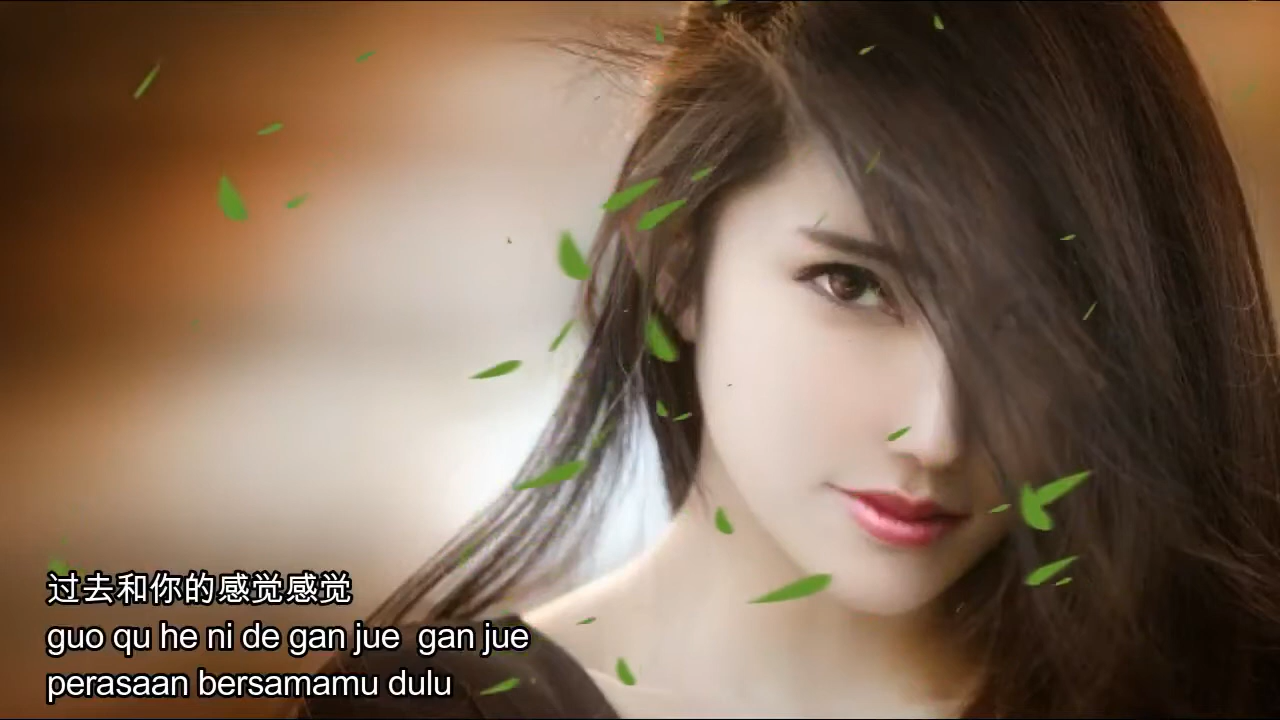 过去和你的感觉感觉
guo qu he ni de gan jue  gan jue
perasaan bersamamu dulu